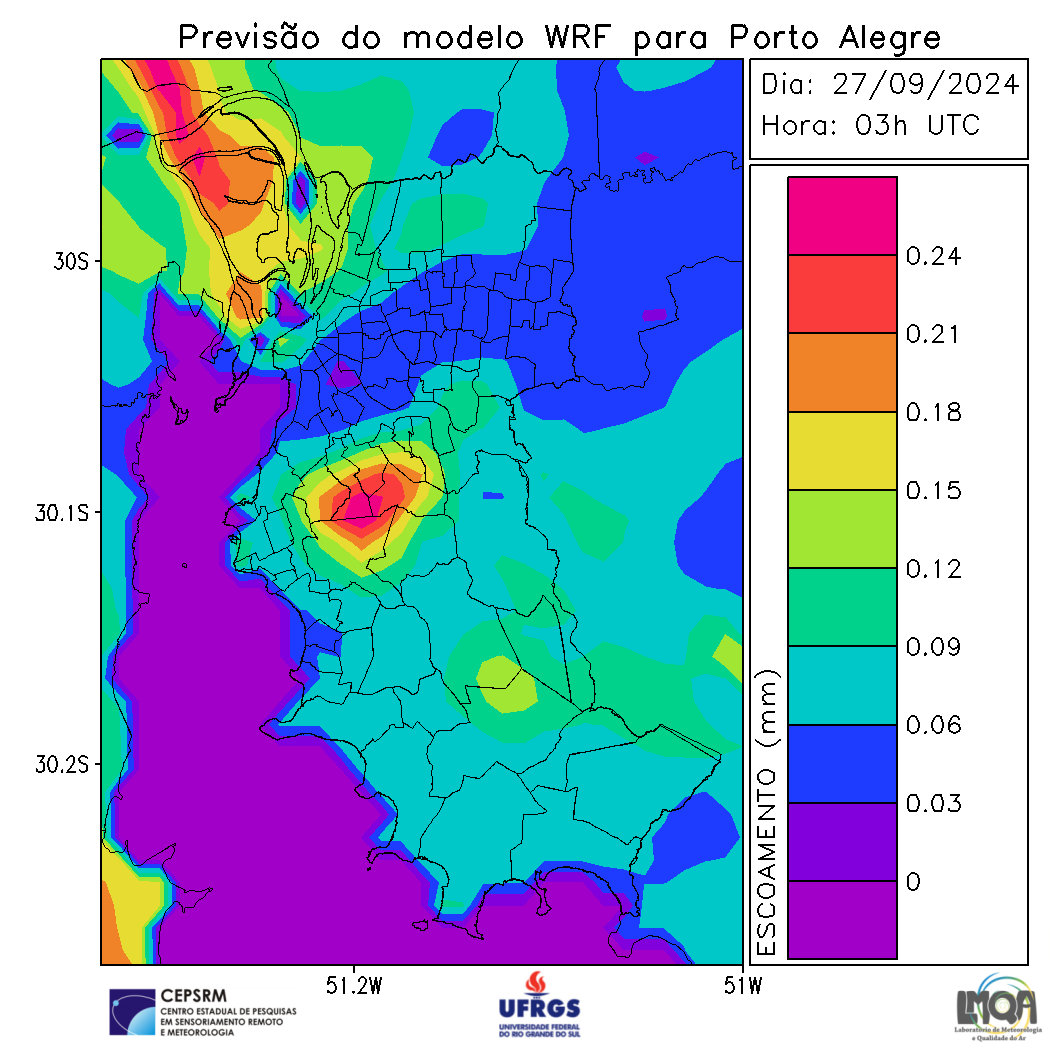 Previsão do modelo WRF para Porto Alegre
Dia: 27/09/2024
Hora: 03h UTC
30S
30.1S
30.2S
51.2W
51W
ESCOAMENTO (mm)
0.24
0.21
0.18
0.15
0.12
0.09
0.06
0.03
0
CEPSRM
CENTRO ESTADUAL DE PESQUISAS
EM SENSORIAMENTO REMOTO
E METEOROLOGIA
UFRGS
UNIVERSIDADE FEDERAL
DO RIO GRANDE DO SUL
LMQA
Laboratório de Meteorologia
e Qualidade do Ar